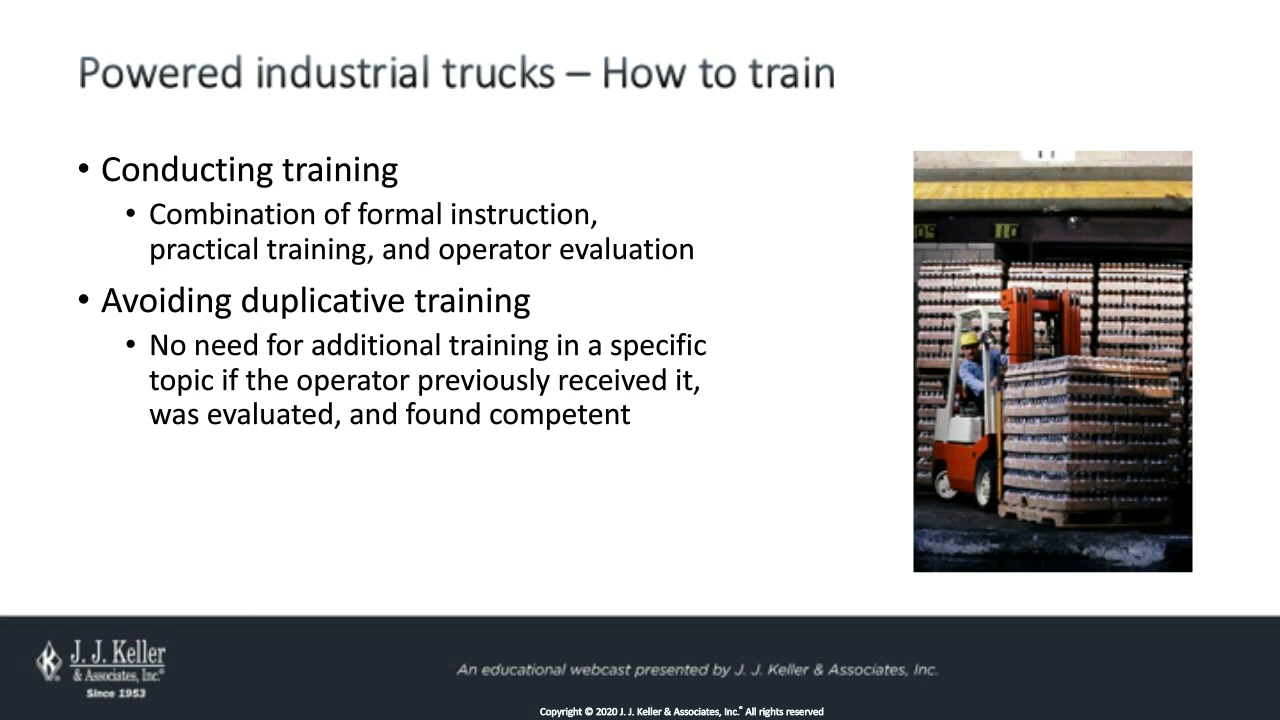 Powered industrial trucks – How to train
• Conducting training
• Combination of formal instruction,
practical training, and operator evaluation
• Avoiding duplicative training
• No need for additional training in a specific
topic if the operator previously received it,
was evaluated, and found competent
09
10
J. J. Keller
& Associates, Inc.®
Since 1953
An educational webcast presented by J. J. Keller & Associates, Inc.
Copyright © 2020 J. J. Keller & Associates, Inc.® All rights reserved